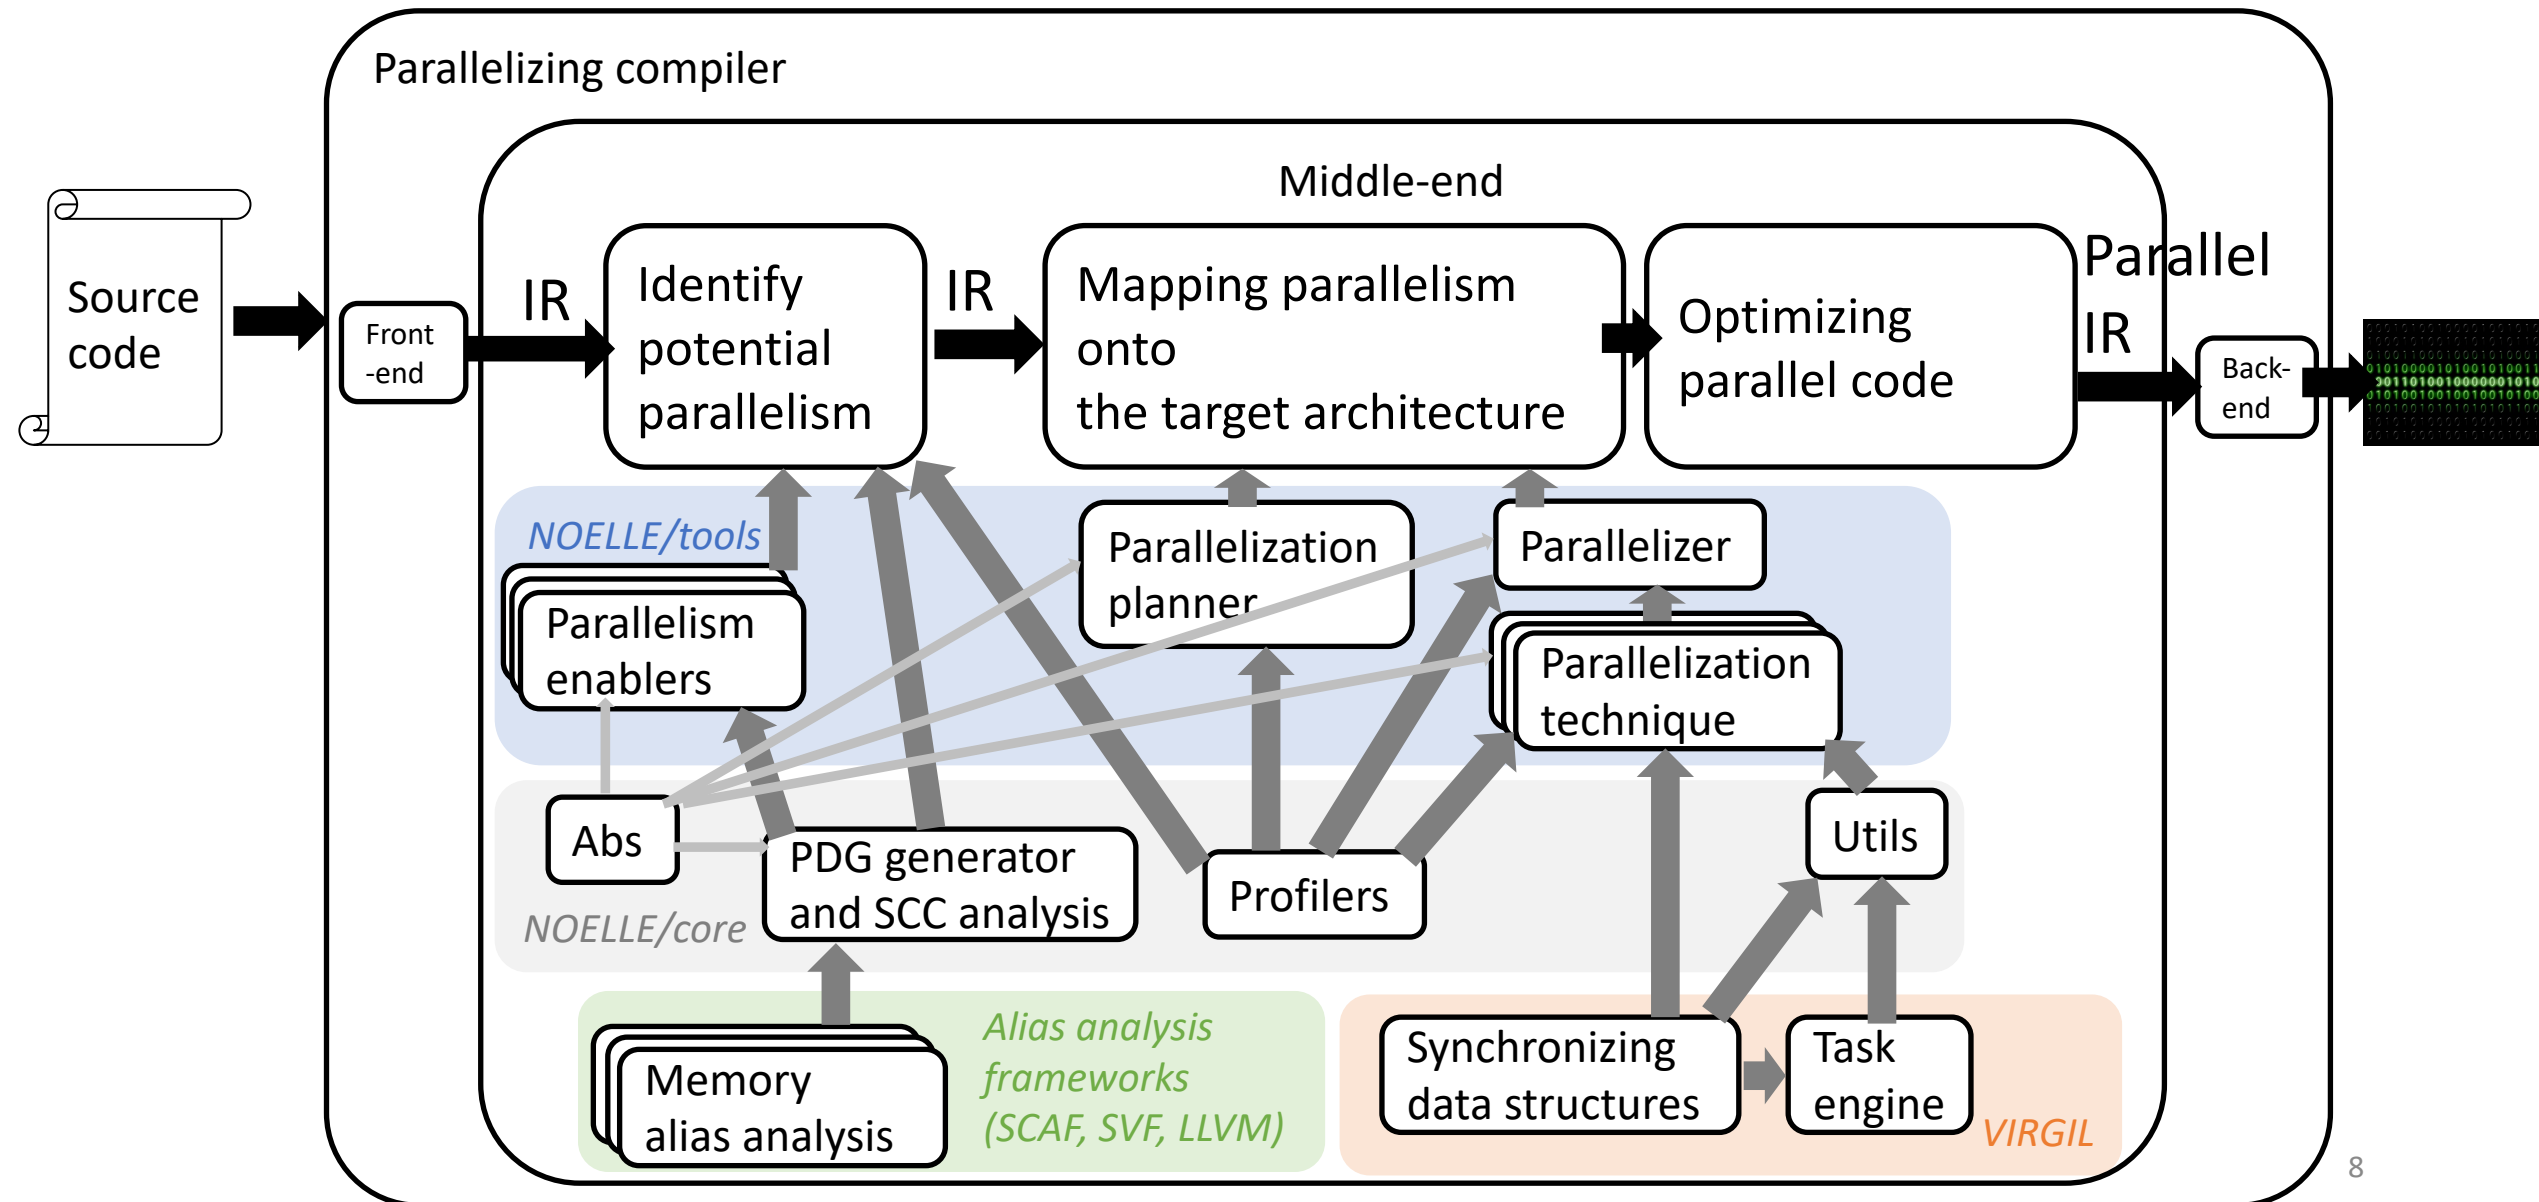 Parallelizing compiler
Middle-end
Source
code
Front
-end
IR
Identify
potential
parallelism
IR
Mapping parallelism
onto
the target architecture
Optimizing
parallel code
Parallel
IR
Back-
end
NOELLE/tools
Parallelism
enablers
Parallelization
planner
Parallelizer
Parallelization
technique
Abs
PDG generator
and SCC analysis
Profilers
Utils
NOELLE/core
Memory
alias analysis
Alias analysis
frameworks
(SCAF, SVF, LLVM)
Synchronizing
data structures
Task
engine
VIRGIL
8